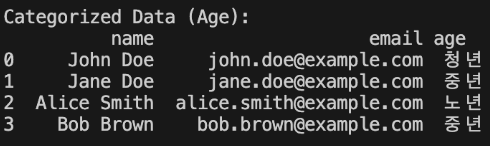 Categorized Data (Age):
name email age
0 John Doe john.doe@example.com 청년
1 Jane Doe jane.doe@example.com 중년
2 Alice Smith alice.smith@example.com 노년
3 Bob Brown bob.brown@example.com 중년